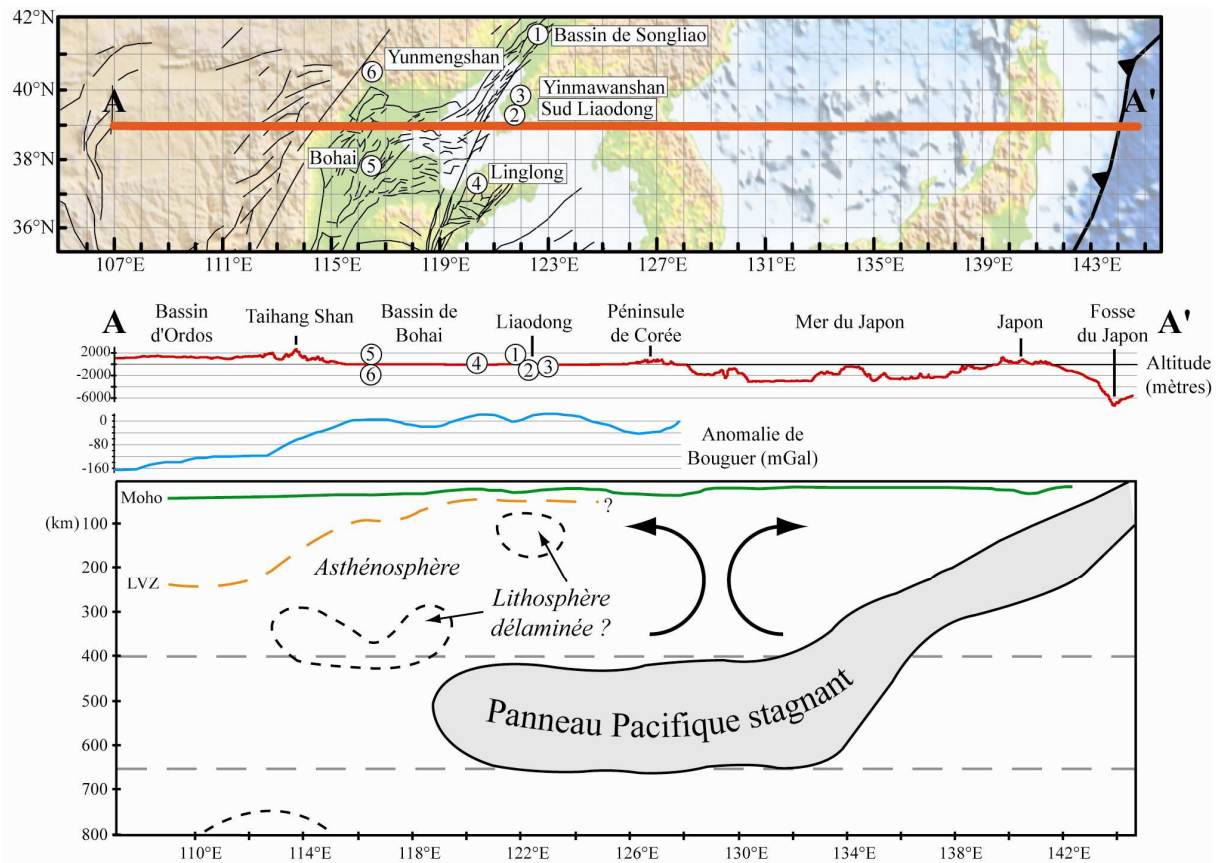 42°N
40°N
38°N
36°N
1 Bassin de Songliao
Yunmengshan
6
3 Yinmawanshan
2 Sud Liaodong
A
A'
Bohai 5
Linglong
4
107°E 111°E 115°E 119°E 123°E 127°E 131°E 135°E 139°E 143°E
A
Bassin d'Ordos
Taihang Shan
Bassin de Bohai
Liaodong
Péninsule de Corée
Mer du Japon
Japon
Fosse du Japon
A'
2000
-2000
-6000
5 6 4 1 2 3
Altitude
(mètres)
0
-80
-160
Anomalie de
Bouguer (mGal)
Moho
(km) 100
200
300
400
500
600
700
800
LVZ
?
Asthénosphère
Lithosphère
délaminée ?
Panneau Pacifique stagnant
110°E 114°E 118°E 122°E 126°E 130°E 134°E 138°E 142°E